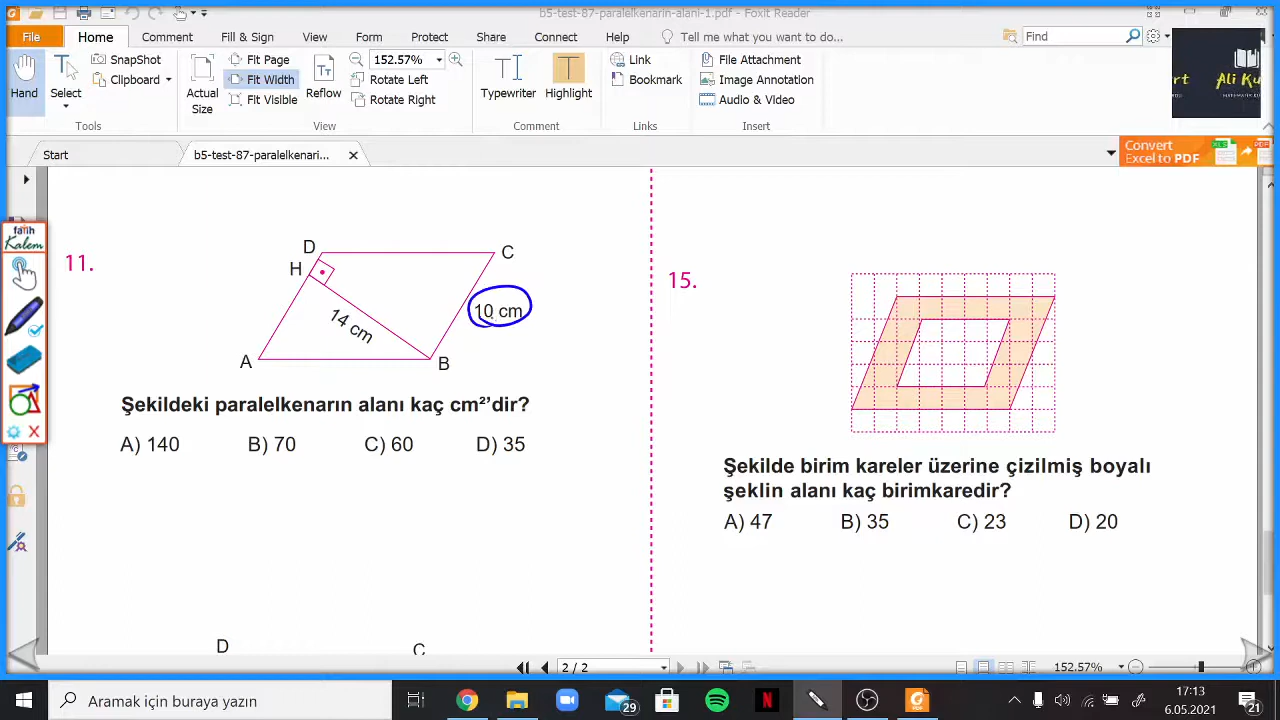 b5-test-87-paralelkenarin-alani-1.pdf - Foxit Reader
File Home Comment Fill & Sign View Form Protect Share Connect Help Tell me what you want to do... Find
Hand
Select
SnapShot
Clipboard
Tools
Actual Size
Fit Page
Fit Width
Fit Visible
Reflow
152.57%
Rotate Left
Rotate Right
View
Typewriter
Highlight
Comment
Link
Bookmark
Links
File Attachment
Image Annotation
Audio & Video
Insert
Start
b5-test-87-paralelkenari...
Convert
Excel to PDF
XLS
PDF
fatih
Kalem
11.
D
C
H
10 cm
14 cm
A
B
Şekildeki paralelkenarın alanı kaç cm²'dir?
A) 140 B) 70 C) 60 D) 35
D
C
15.
Şekilde birim kareler üzerine çizilmiş boyalı
şeklin alanı kaç birimkaredir?
A) 47 B) 35 C) 23 D) 20
2 / 2
152.57%
Aramak için buraya yazın
29
17:13
6.05.2021
21